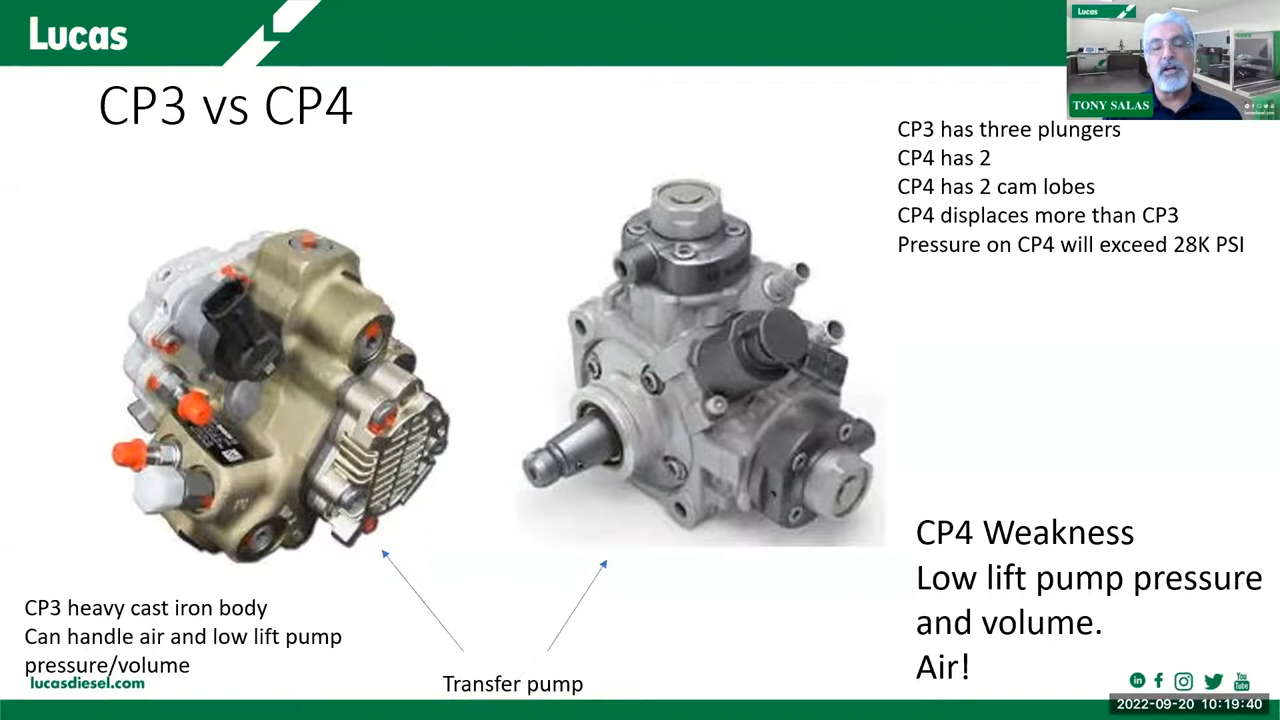 Lucas
CP3 vs CP4
Lucas
TONY SALAS
CP3 has three plungers
CP4 has 2
CP4 has 2 cam lobes
CP4 displaces more than CP3
Pressure on CP4 will exceed 28K PSI
CP4 Weakness
Low lift pump pressure
and volume.
Air!
CP3 heavy cast iron body
Can handle air and low lift pump
pressure/volume
lucasdiesel.com
Transfer pump
You
Tube
2022-09-20 10:19:40